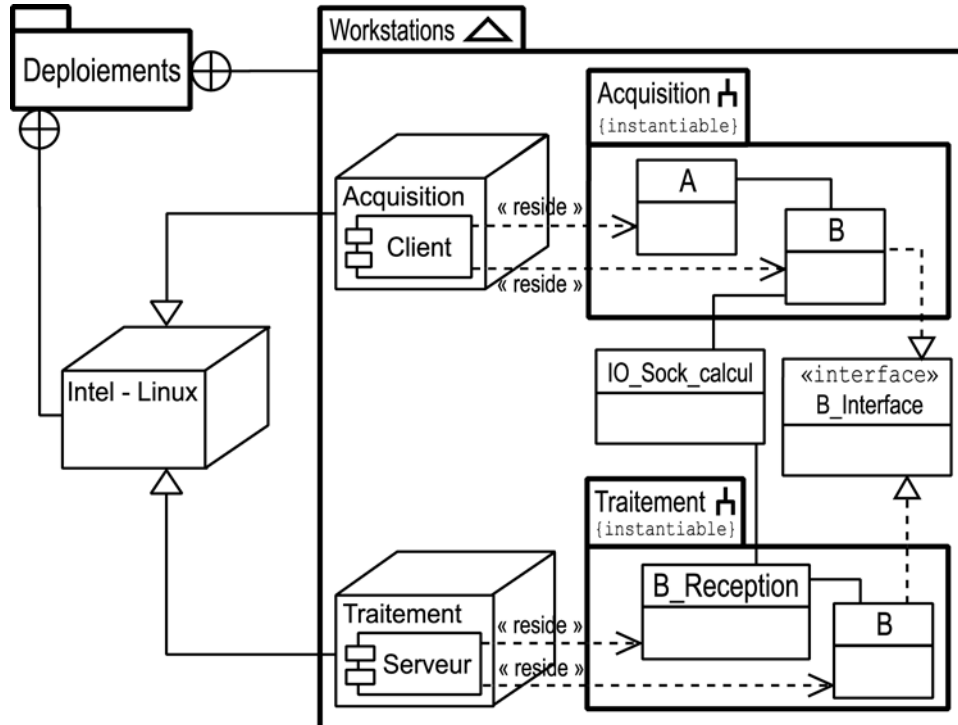 Workstations
Deploiements
Acquisition
{instantiable}
Acquisition
Client
« reside »
« reside »
A
B
Intel - Linux
IO_Sock_calcul
«interface»
B_Interface
Traitement
{instantiable}
Traitement
Serveur
« reside »
« reside »
B_Reception
B